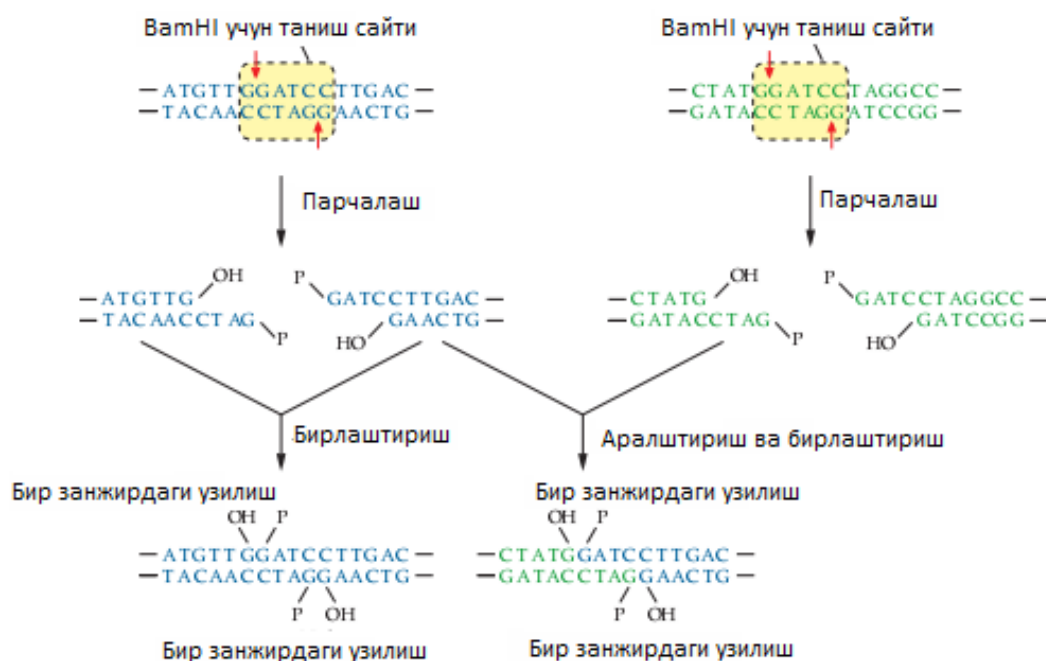 BamHI учун таниш сайти
BamHI учун таниш сайти
— ATGTTGGATCCTTGAC —
— TACAACCTAGGAACTG —
— CTATGGATCCTAGGCC —
— GATACCTAGGATCCGG —
Парчалаш
Парчалаш
OH
— ATGTTG
— TACAACCTAG
P
P
GATCCTTGAC —
GAACTG —
HO
OH
— CTATG
— GATACCTAG
P
P
GATCCTAGGCC —
GATCCGG —
HO
Бирлаштириш
Аралштириш ва бирлаштириш
Бир занжирдаги узилиш
Бир занжирдаги узилиш
OH P
— ATGTTGGATCCTTGAC —
— TACAACCTAGGAACTG —
P OH
OH P
— CTATGGATCCTTGAC —
— GATACCTAGGAACTG —
P OH
Бир занжирдаги узилиш
Бир занжирдаги узилиш